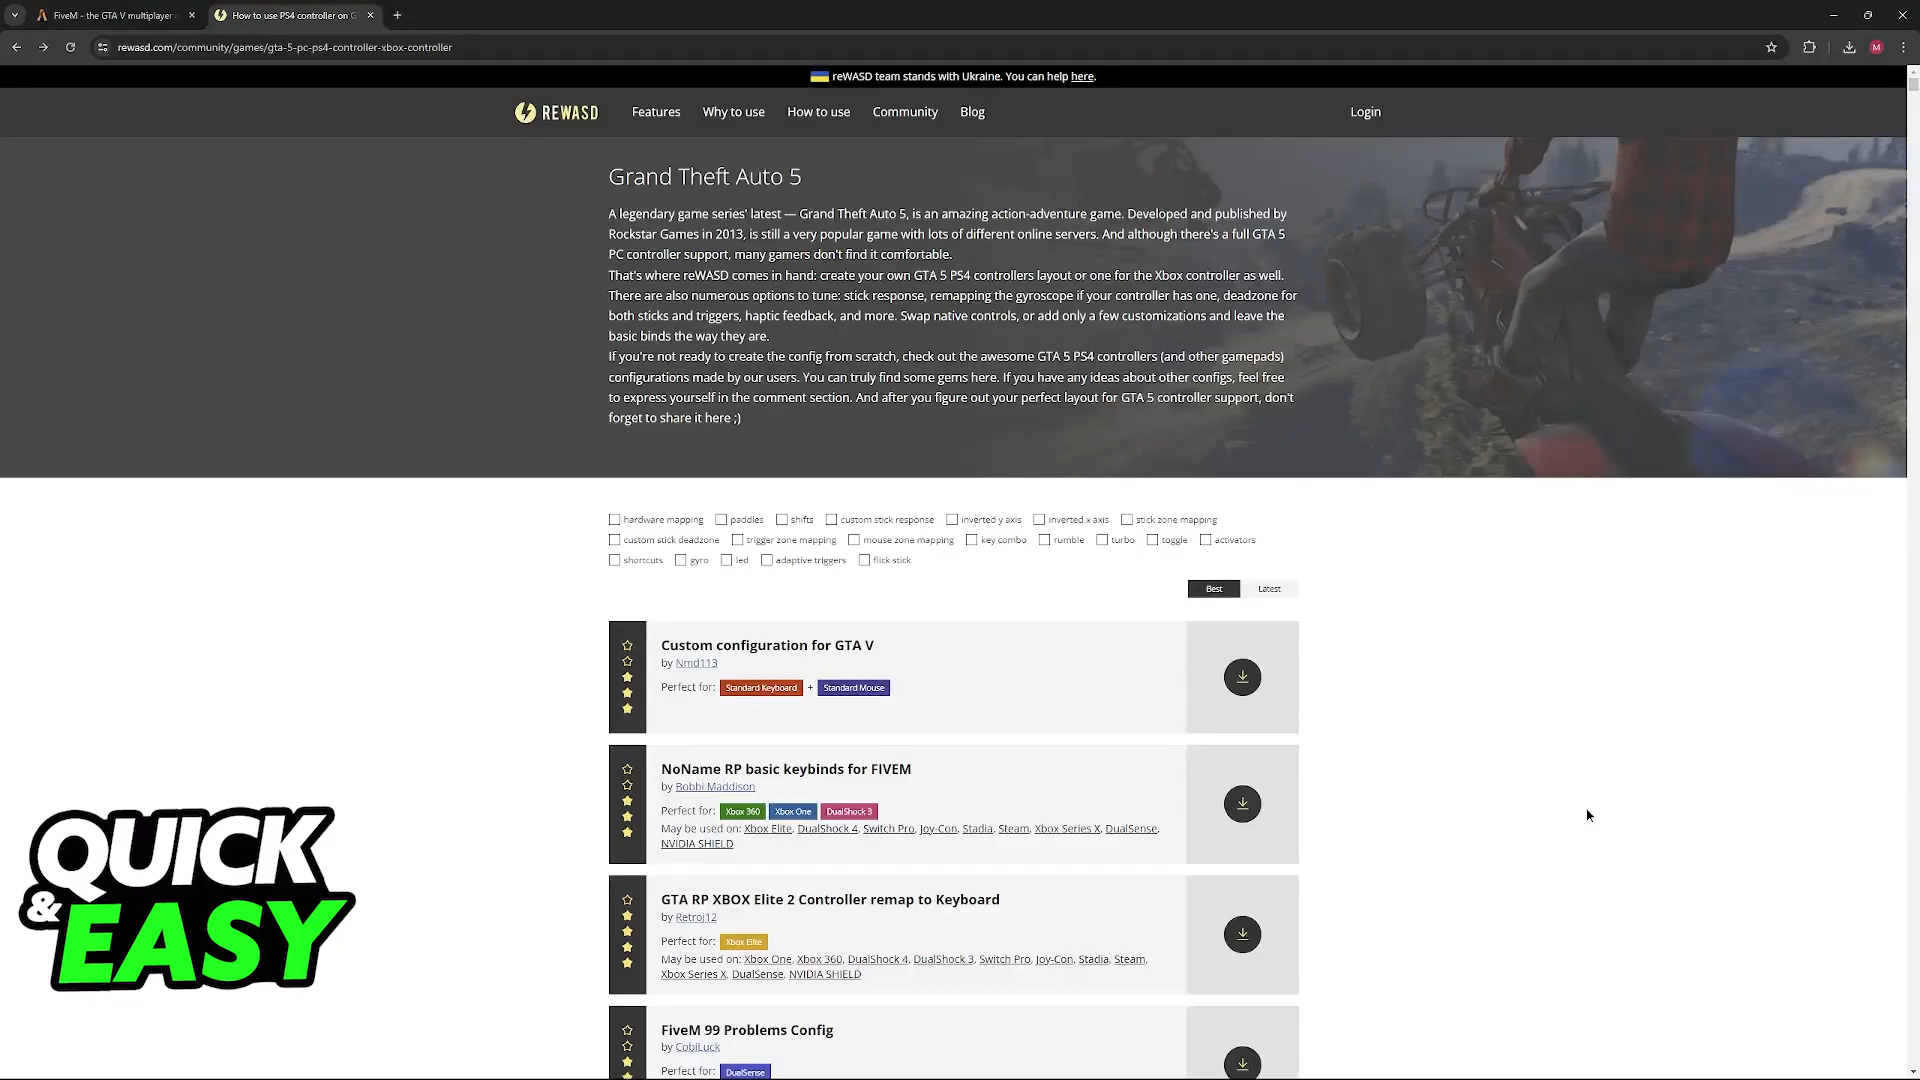 FiveM - the GTA V multiplayer
How to use PS4 controller on G
rewasd.com/community/games/gta-5-pc-ps4-controller-xbox-controller
M
reWASD team stands with Ukraine. You can help here.
REWASD
Features
Why to use
How to use
Community
Blog
Login
Grand Theft Auto 5
A legendary game series' latest — Grand Theft Auto 5, is an amazing action-adventure game. Developed and published by
Rockstar Games in 2013, is still a very popular game with lots of different online servers. And although there's a full GTA 5
PC controller support, many gamers don't find it comfortable.
That's where reWASD comes in hand: create your own GTA 5 PS4 controllers layout or one for the Xbox controller as well.
There are also numerous options to tune: stick response, remapping the gyroscope if your controller has one, deadzone for
both sticks and triggers, haptic feedback, and more. Swap native controls, or add only a few customizations and leave the
basic binds the way they are.
If you're not ready to create the config from scratch, check out the awesome GTA 5 PS4 controllers (and other gamepads)
configurations made by our users. You can truly find some gems here. If you have any ideas about other configs, feel free
to express yourself in the comment section. And after you figure out your perfect layout for GTA 5 controller support, don't
forget to share it here ;)
hardware mapping paddles shifts custom stick response inverted y axis inverted x axis stick zone mapping
custom stick deadzone trigger zone mapping mouse zone mapping key combo rumble turbo toggle activators
shortcuts gyro led adaptive triggers flick stick
Best Latest
Custom configuration for GTA V
by Nmd113
Perfect for: Standard Keyboard + Standard Mouse
NoName RP basic keybinds for FIVEM
by Bobbi Maddison
Perfect for: Xbox 360 Xbox One DualShock 3
May be used on: Xbox Elite, DualShock 4, Switch Pro, Joy-Con, Stadia, Steam, Xbox Series X, DualSense,
NVIDIA SHIELD
GTA RP XBOX Elite 2 Controller remap to Keyboard
by Retroj12
Perfect for: Xbox Elite
May be used on: Xbox One, Xbox 360, DualShock 4, DualShock 3, Switch Pro, Joy-Con, Stadia, Steam,
Xbox Series X, DualSense, NVIDIA SHIELD
FiveM 99 Problems Config
by CobiLuck
Perfect for: DualSense
QUICK
& EASY